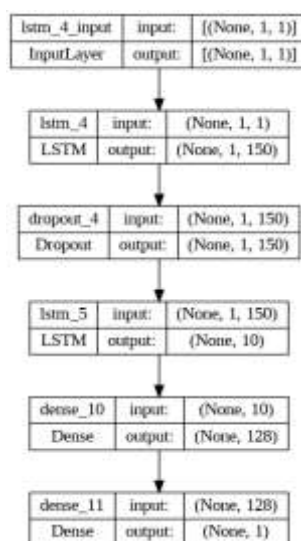 lstm_4_input input: [(None, 1, 1)]
InputLayer output: [(None, 1, 1)]
lstm_4 input: (None, 1, 1)
LSTM output: (None, 1, 150)
dropout_4 input: (None, 1, 150)
Dropout output: (None, 1, 150)
lstm_5 input: (None, 1, 150)
LSTM output: (None, 10)
dense_10 input: (None, 10)
Dense output: (None, 128)
dense_11 input: (None, 128)
Dense output: (None, 1)